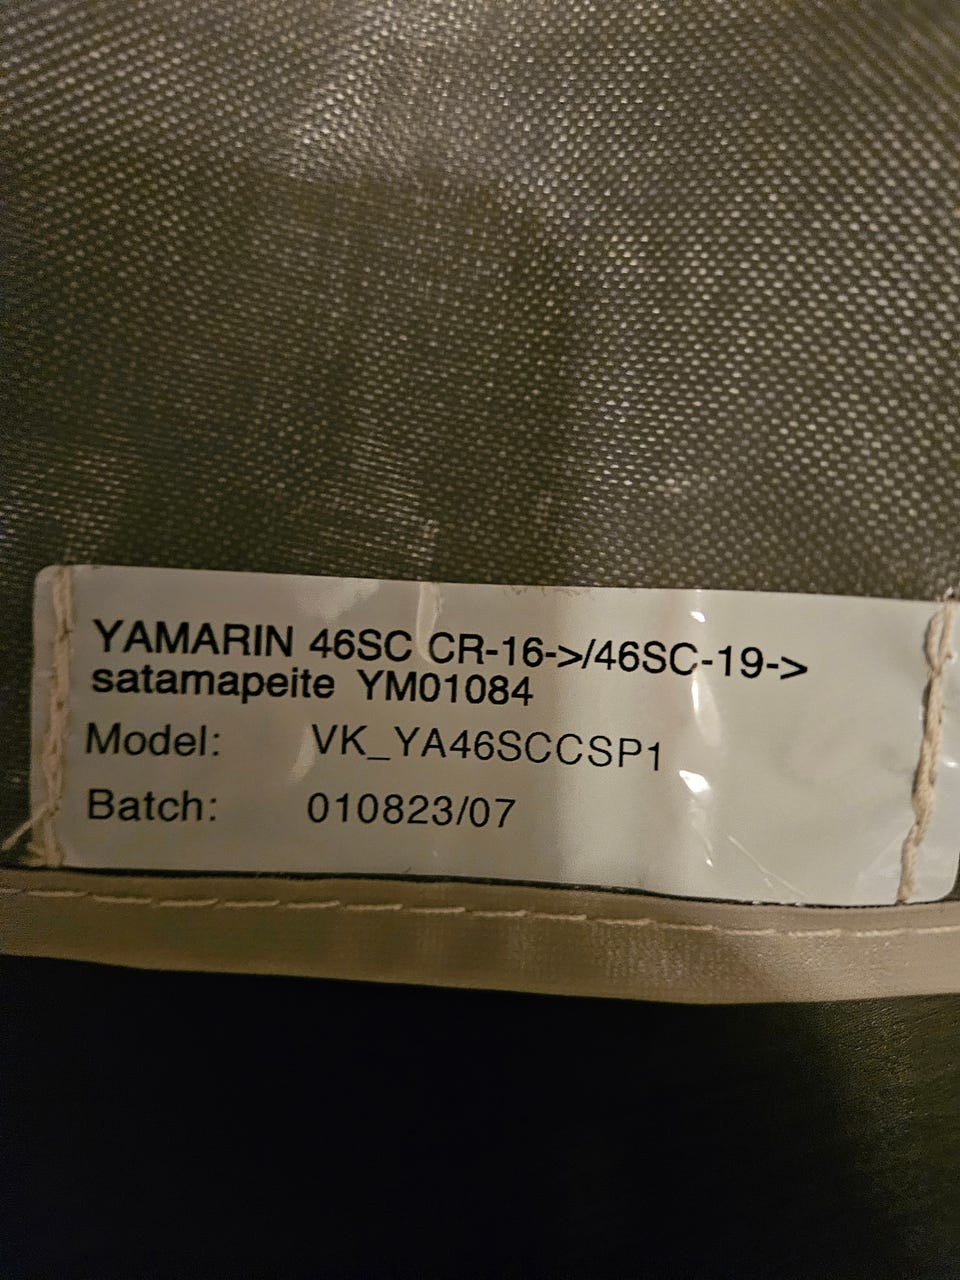 YAMARIN 46SC CR-16->/46SC-19->
satamapeite YM01084
Model: VK_YA46SCCSP1
Batch: 010823/07